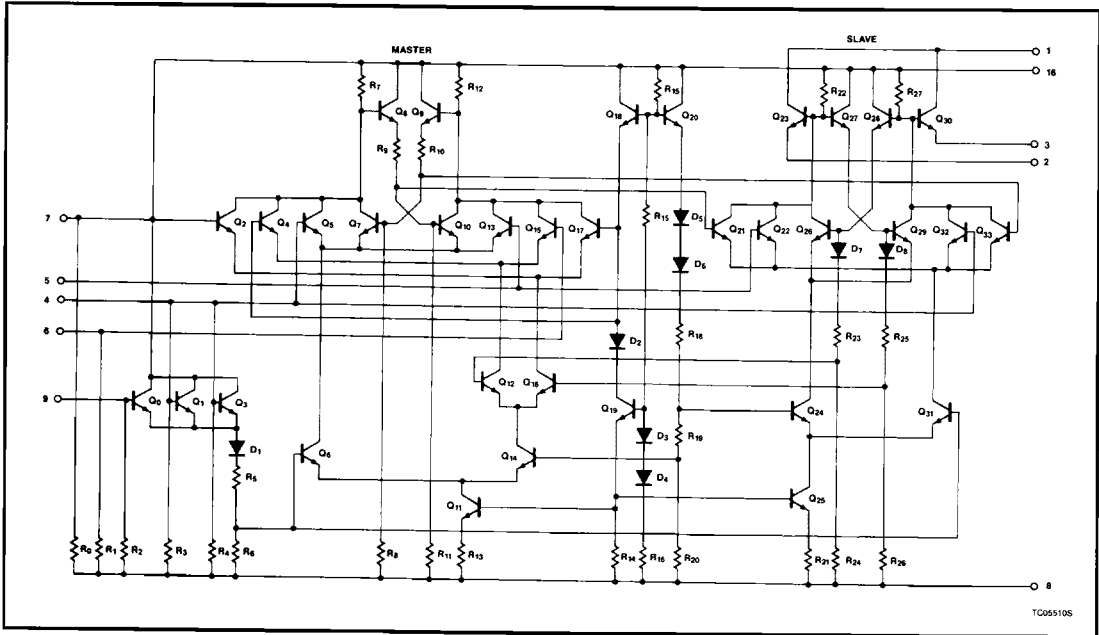 MASTER
SLAVE
1
16
R7
Q8
Q9
R12
Q18
R15
Q20
Q23
R22
Q27
Q28
R27
Q30
3
2
R9
R10
7
Q2
Q4
Q5
Q7
Q10
Q13
Q15
Q17
R15
D5
Q21
Q22
Q26
D7
Q29
D8
Q32
Q33
5
D6
4
6
D2
R18
R23
R25
Q12
Q16
9
Q0
Q1
Q3
Q19
D3
R19
Q24
Q31
D1
Q6
Q14
R5
D4
Q25
Q11
R0
R1
R2
R3
R4
R6
R8
R11
R13
R14
R16
R20
R21
R24
R26
8
TC05510S